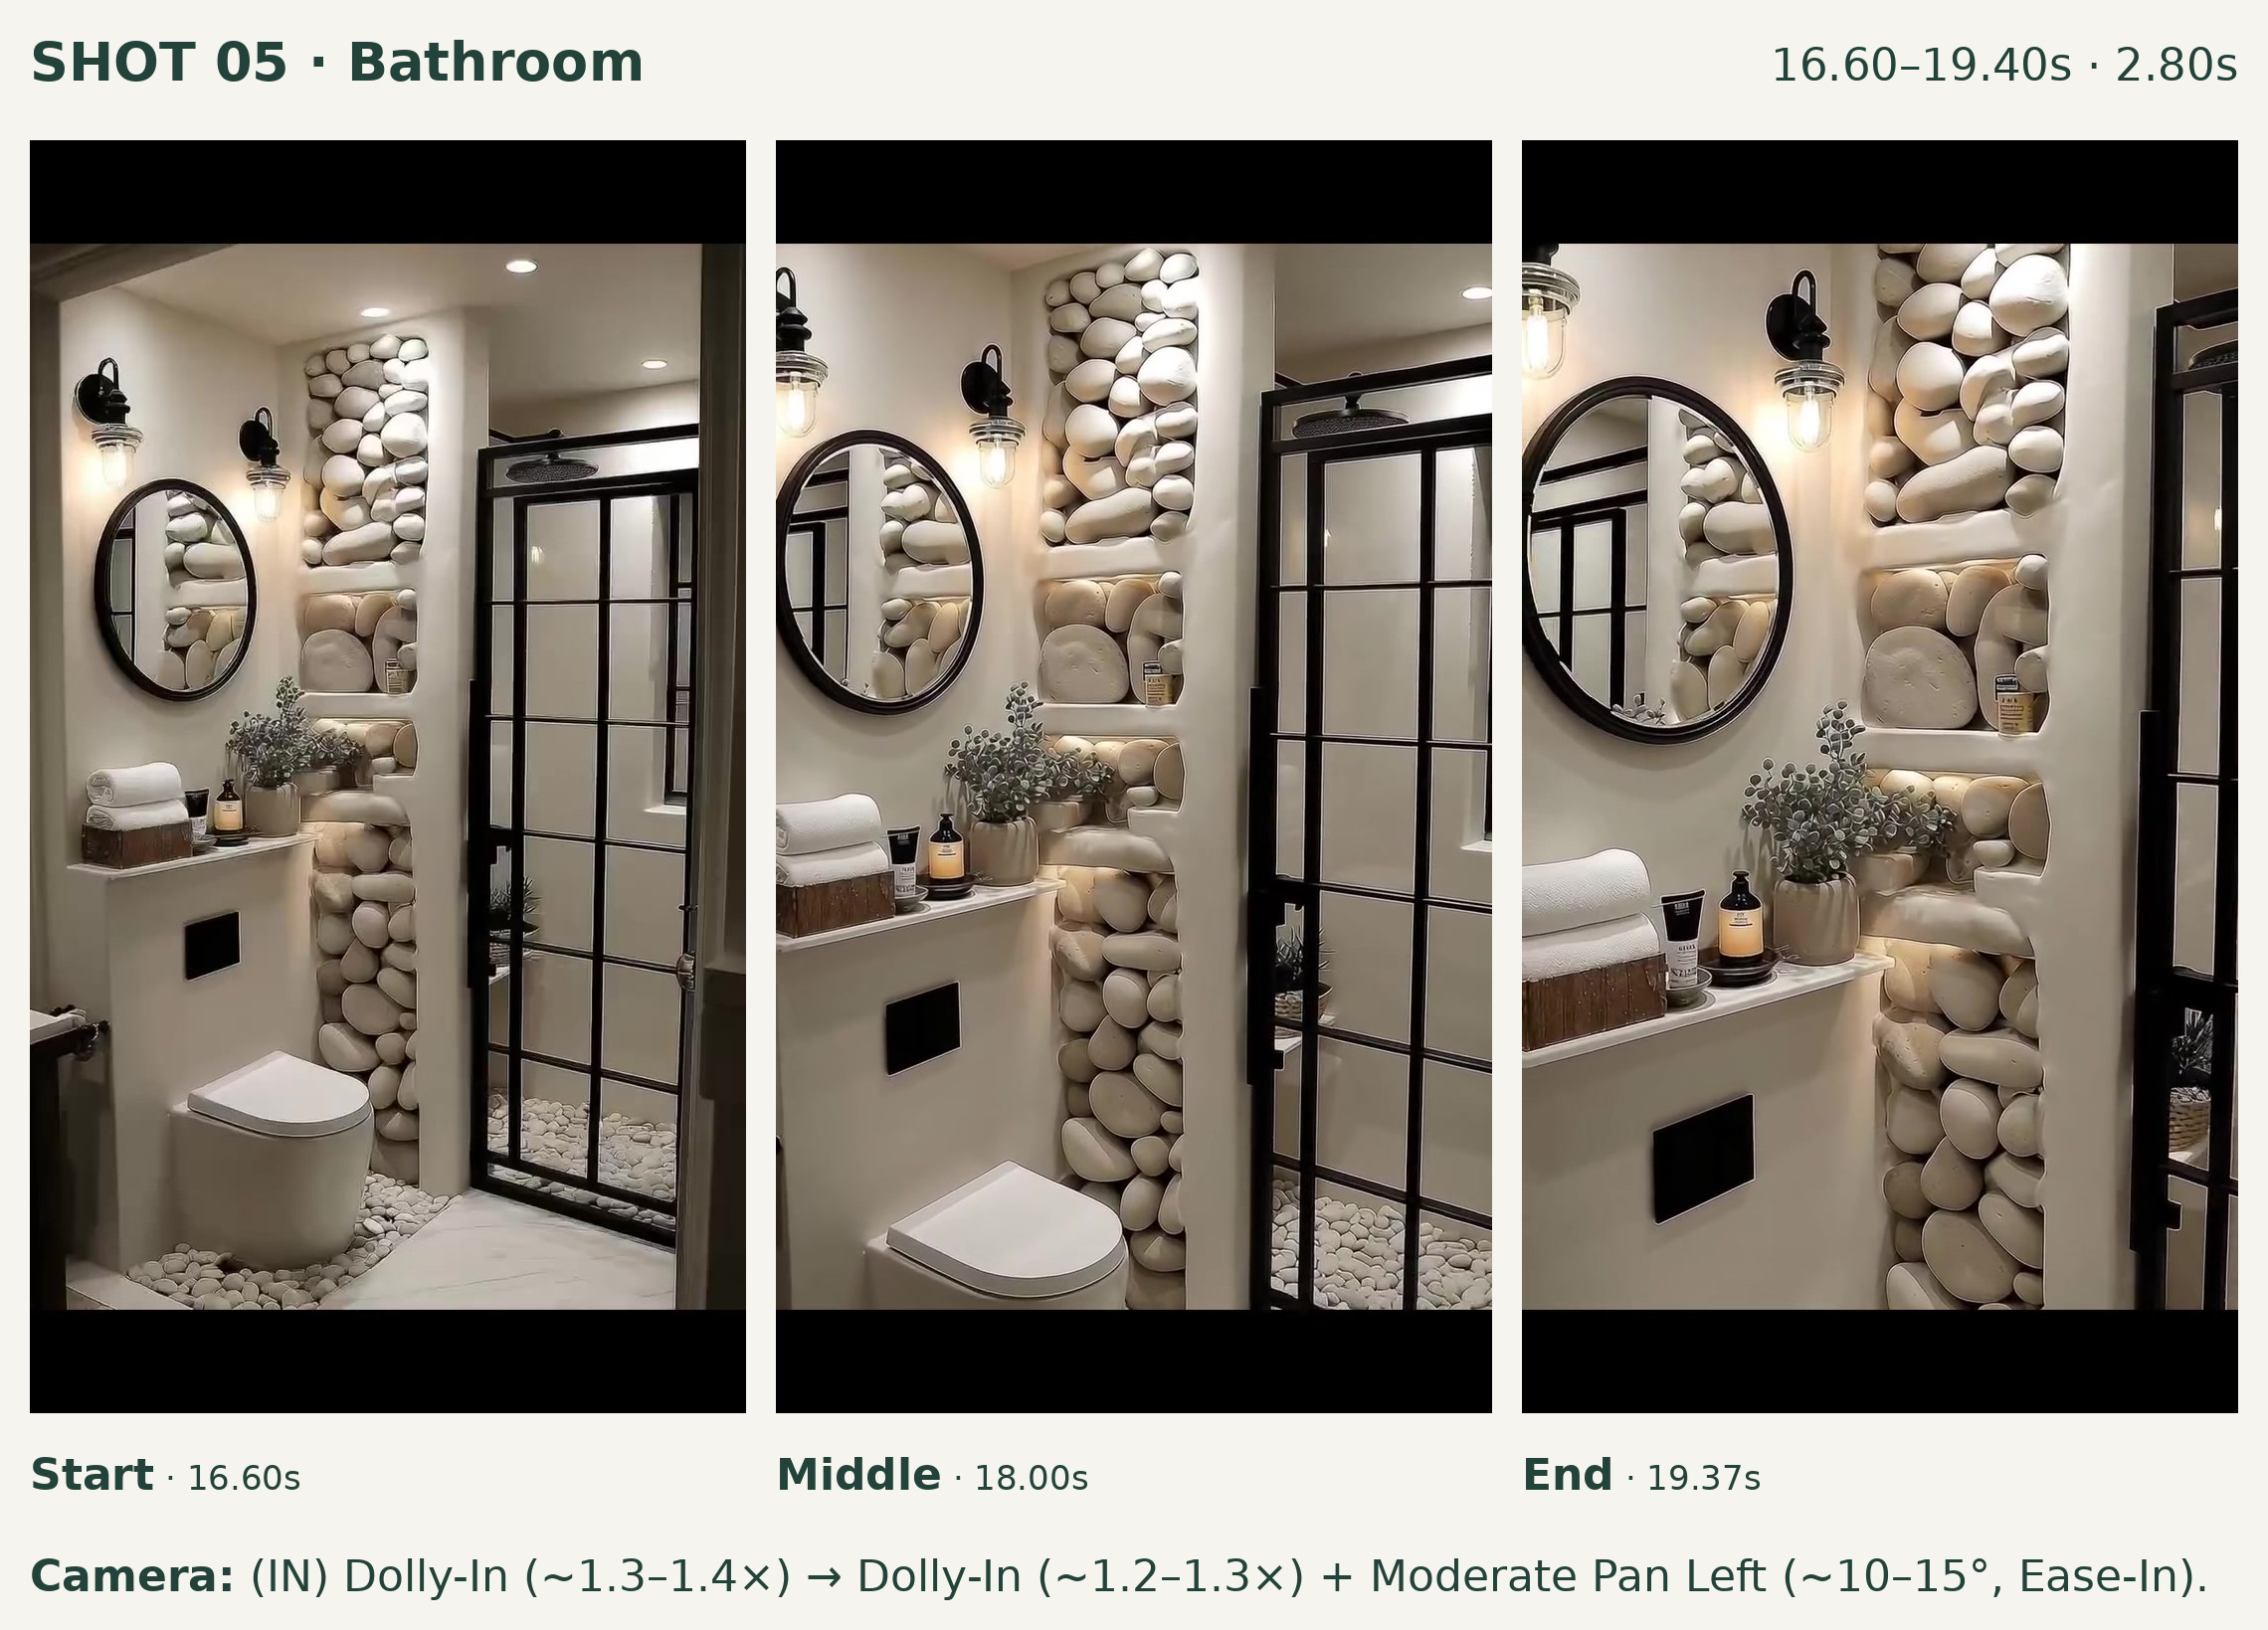 SHOT 05 · Bathroom
16.60–19.40s · 2.80s
Start · 16.60s
Middle · 18.00s
End · 19.37s
Camera: (IN) Dolly-In (~1.3–1.4×) → Dolly-In (~1.2–1.3×) + Moderate Pan Left (~10–15°, Ease-In).